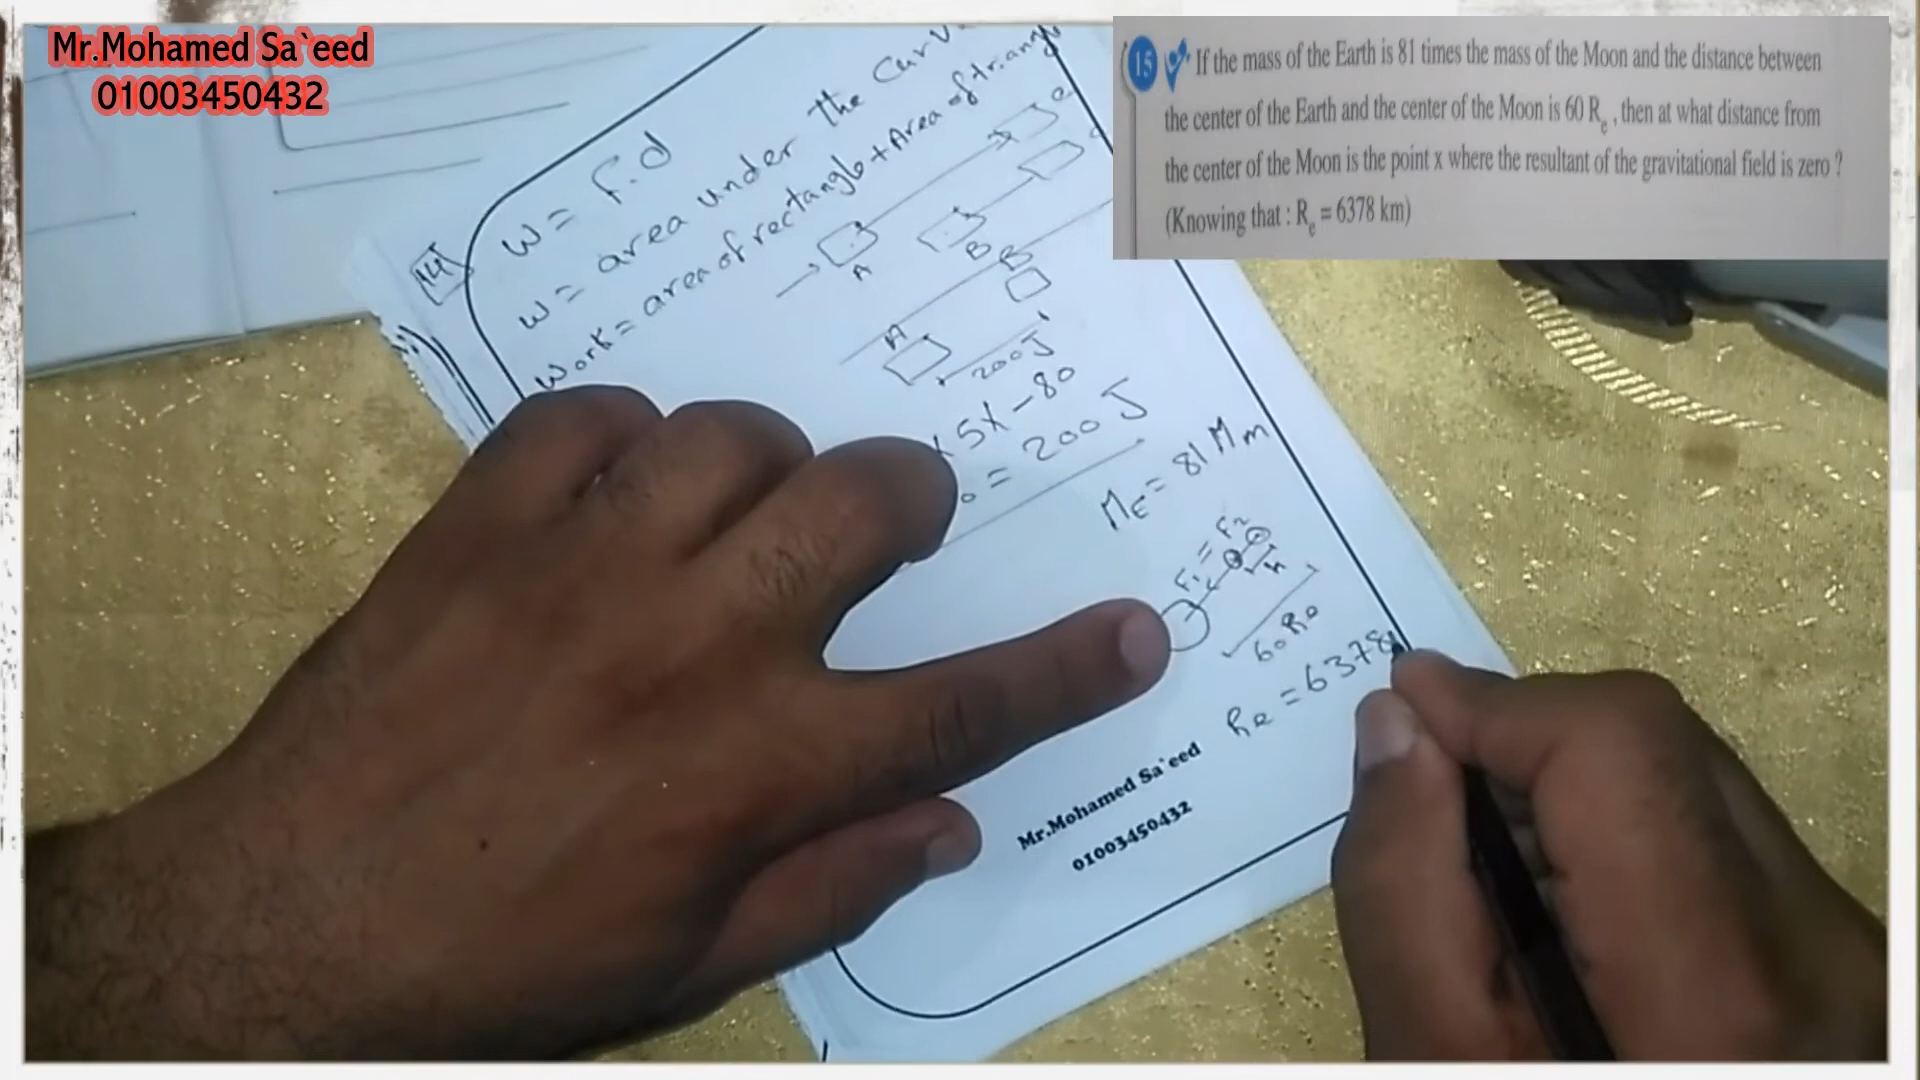 Mr.Mohamed Sa`eed
01003450432
15 If the mass of the Earth is 81 times the mass of the Moon and the distance between
the center of the Earth and the center of the Moon is 60 Re , then at what distance from
the center of the Moon is the point x where the resultant of the gravitational field is zero ?
(Knowing that : Re = 6378 km)
14
W = F.d
W = area under the Curv
Work = area of rectangle + Area of triangle
A
B
A
B
200 J
x 5x - 80
= 200 J
ME = 81 Mm
F1 = F2
60 Re
Re = 6378
Mr.Mohamed Sa`eed
01003450432